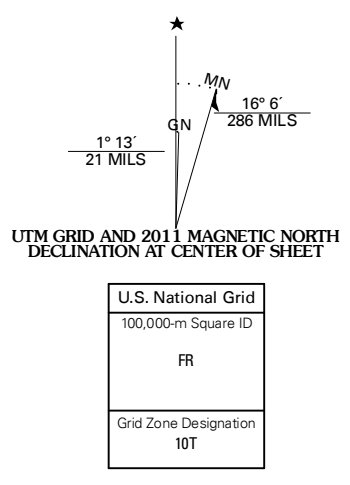 MN
GN
16° 6´
286 MILS
1° 13´
21 MILS
UTM GRID AND 2011 MAGNETIC NORTH
DECLINATION AT CENTER OF SHEET
U.S. National Grid
100,000-m Square ID
FR
Grid Zone Designation
10T